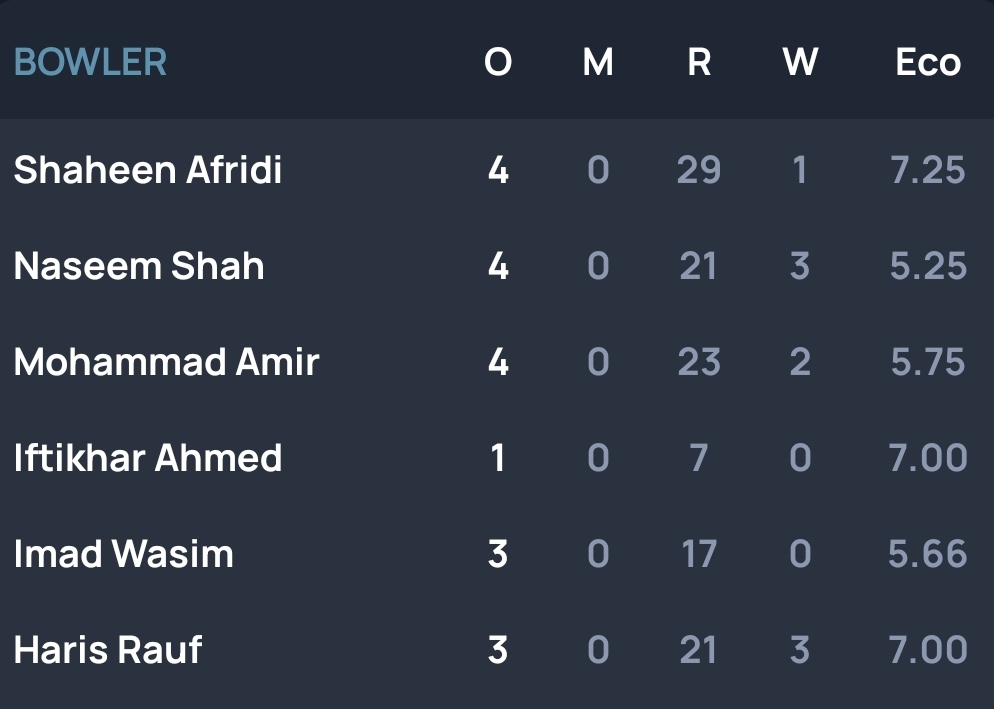 BOWLER O M R W Eco
Shaheen Afridi 4 0 29 1 7.25
Naseem Shah 4 0 21 3 5.25
Mohammad Amir 4 0 23 2 5.75
Iftikhar Ahmed 1 0 7 0 7.00
Imad Wasim 3 0 17 0 5.66
Haris Rauf 3 0 21 3 7.00